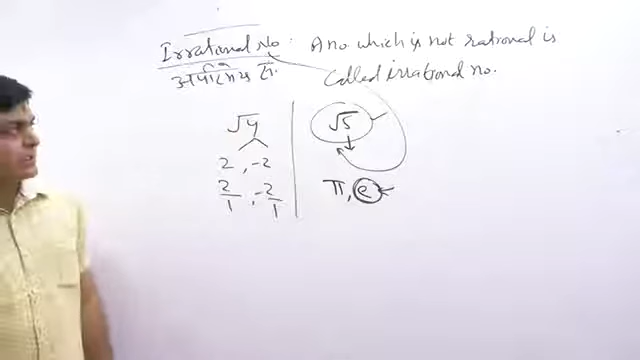 Irrational No. A no. which is not rational is
अपरिमेय सं. called irrational no.
√4 √5
2, -2
2/1, -2/1 π, e